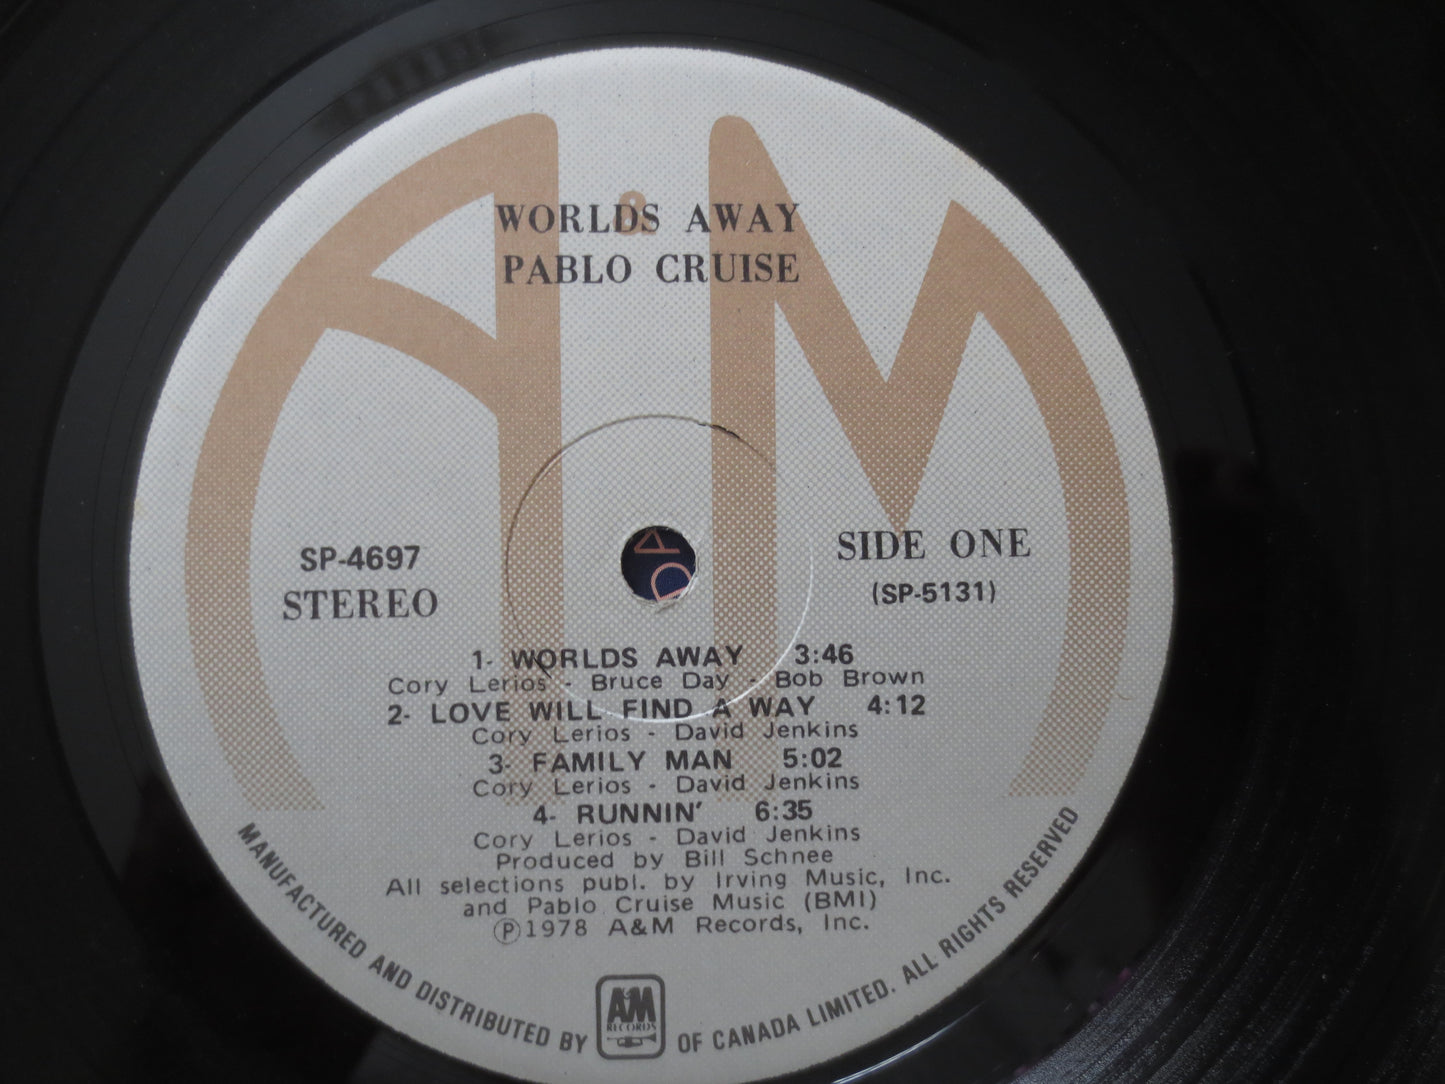 A&M
WORLDS AWAY
PABLO CRUISE
SP-4697
STEREO
SIDE ONE
(SP-5131)
1- WORLDS AWAY 3:46
Cory Lerios - Bruce Day - Bob Brown
2- LOVE WILL FIND A WAY 4:12
Cory Lerios - David Jenkins
3- FAMILY MAN 5:02
Cory Lerios - David Jenkins
4- RUNNIN' 6:35
Cory Lerios - David Jenkins
Produced by Bill Schnee
All selections publ. by Irving Music, Inc.
and Pablo Cruise Music (BMI)
Ⓟ1978 A&M Records, Inc.
MANUFACTURED AND DISTRIBUTED BY A&M RECORDS OF CANADA LIMITED. ALL RIGHTS RESERVED